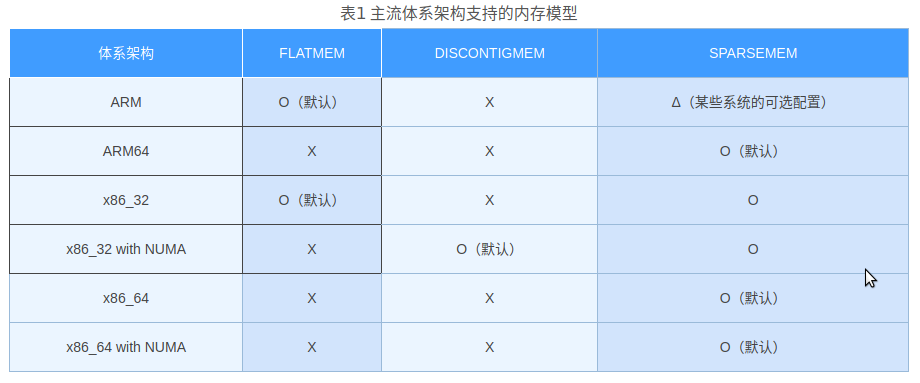 表1 主流体系架构支持的内存模型
体系架构 FLATMEM DISCONTIGMEM SPARSEMEM
ARM O（默认） X Δ（某些系统的可选配置）
ARM64 X X O（默认）
x86_32 O（默认） X O
x86_32 with NUMA X O（默认） O
x86_64 X X O（默认）
x86_64 with NUMA X X O（默认）